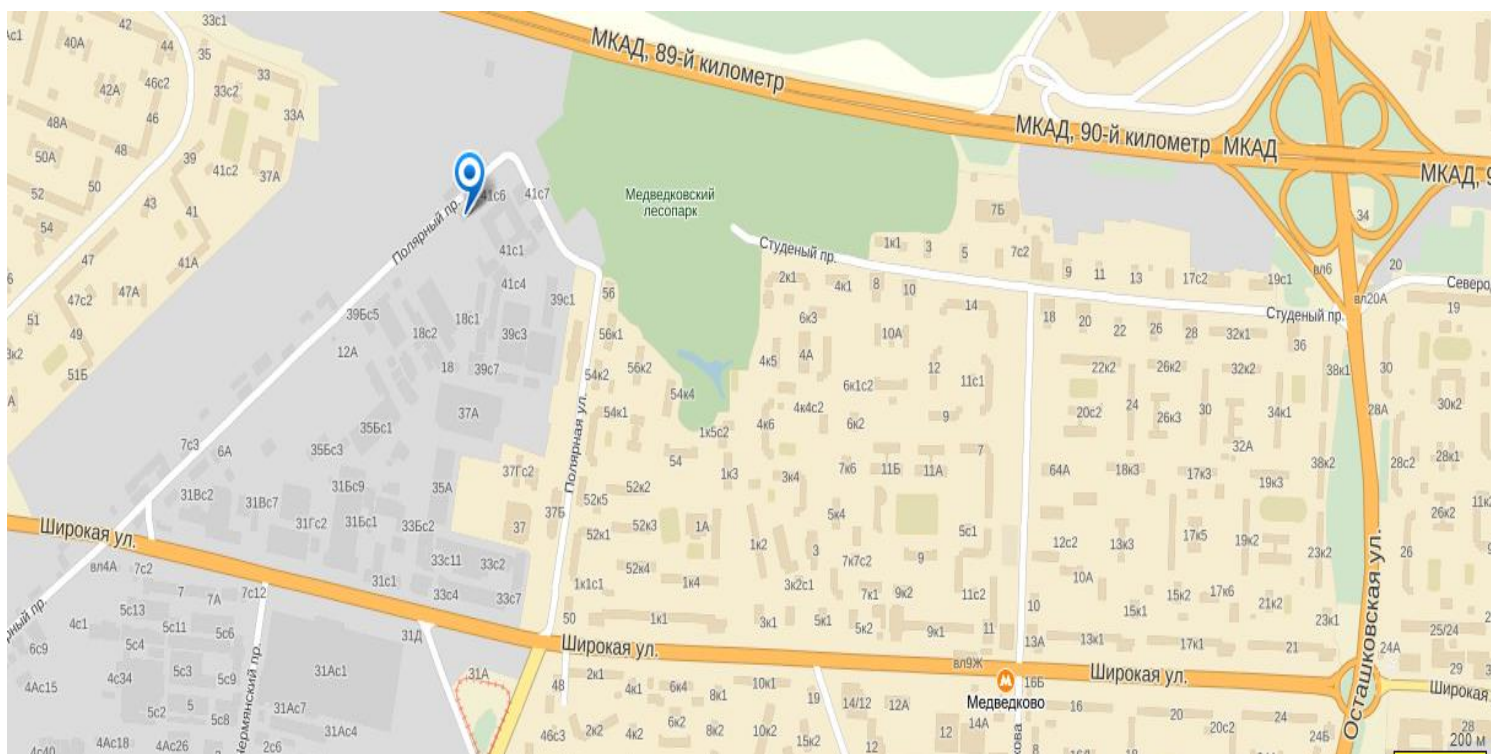 33с1
42
40А
44
35
33
46с2
33с2
42А
46
33А
48А
48
39
50А
41с2
37А
50
52
43
41
54
47
41А
47с2
47А
51
49
51Б
МКАД, 89-й километр
МКАД, 90-й километр
МКАД
Медведковский
лесопарк
Полярный пр.
41с6
41с7
41с1
41с4
39с1
39Бс5
18с1
18с2
39с3
12А
18
39с7
37А
35Бс1
7с3
6А
35Бс3
31Вс2
31Вс7
31Бс9
35А
31Гс2
31Бс1
33Бс2
37Гс2
37
37Б
Полярная ул.
56
56к1
56к2
54к2
54к4
54к1
54
1к5с2
1к3
52к5
52к2
52к3
52к1
1А
52к4
1к4
1к1с1
50
1к1
Студеный пр.
1к1
3
5
7Б
7с2
9
11
13
17с2
19с1
34
вл6
20
вл20А
19
2к1
4к1
8
10
14
6к3
10А
4к5
4А
6к1с2
12
11с1
4к4с2
9
4к6
6к2
7
3к4
7к6
11Б
11А
5к4
5с1
1к2
3
7к7с2
9
3к2с1
7к1
9к2
11с2
3к1
5к1
5к2
9к1
11
18
20
22
26
28
32к1
Студеный пр.
36
38к1
30
22к2
26к2
32к2
20с2
24
26к3
30
34к1
28А
30к2
32А
38к2
28с2
28к1
64А
18к3
17к3
19к3
26к2
12с2
13к3
17к5
19к2
23к2
26
10А
15к1
15к2
17к6
21к2
10
23к1
13А
13к1
17к1
21
24А
25/24
29
Осташковская ул.
Широкая ул.
вл4А
7с2
7
7А
7с12
31с1
33с11
33с2
33с4
33с7
5с13
4с1
5с11
5с6
6с9
5с4
31Д
5с3
5с9
31Ас1
4с34
4Ас15
5
5с2
5с8
31Ас7
31Ас4
4Ас18
4Ас26
2с6
31А
Широкая ул.
48
2к1
4к1
6к4
8к1
10к1
19
14/12
12А
46с3
2к2
4к2
6к2
8к2
10к2
15к2
12
12
14А
вл9Ж
Медведково
16Б
16
Широкая ул.
20
24
20с2
24Б
8
28
200 м